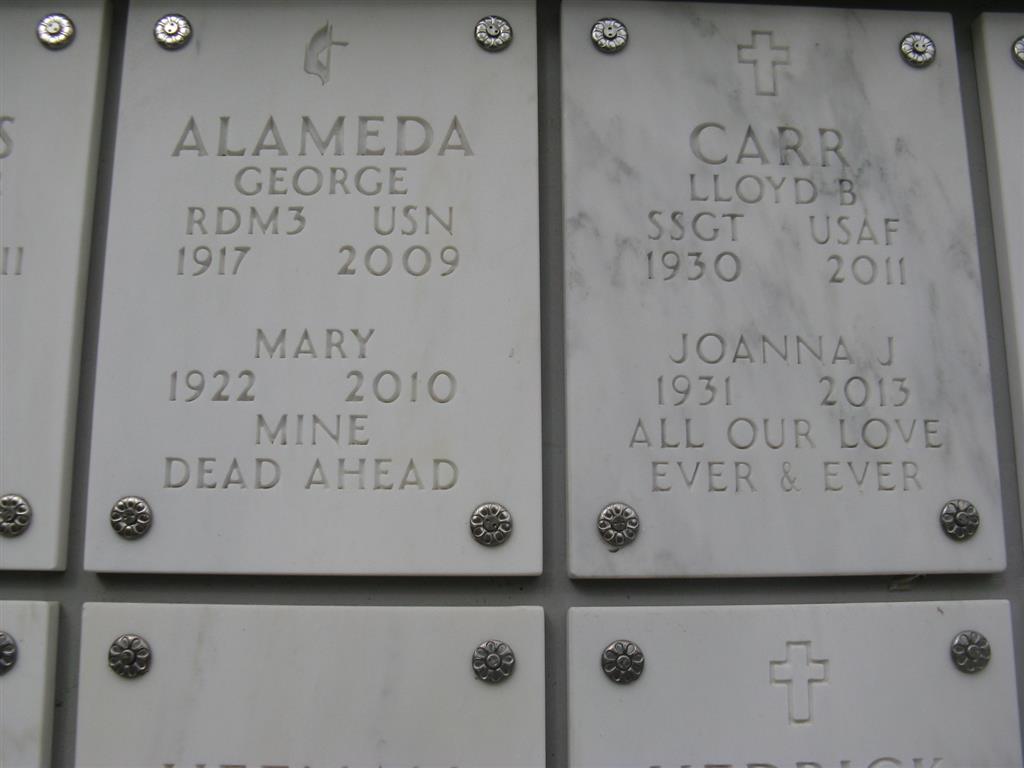 ALAMEDA
GEORGE
RDM3 USN
1917 2009
MARY
1922 2010
MINE
DEAD AHEAD
CARR
LLOYD B
SSGT USAF
1930 2011
JOANNA J
1931 2013
ALL OUR LOVE
EVER & EVER
S
11